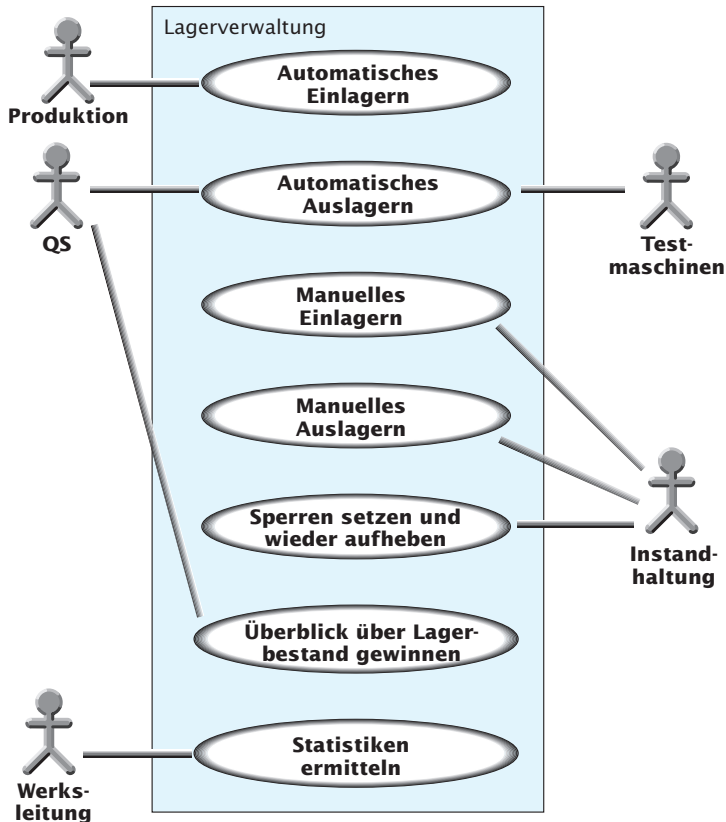 Lagerverwaltung
Produktion
Automatisches
Einlagern
QS
Automatisches
Auslagern
Test-
maschinen
Manuelles
Einlagern
Manuelles
Auslagern
Sperren setzen und
wieder aufheben
Instand-
haltung
Überblick über Lager-
bestand gewinnen
Werks-
leitung
Statistiken
ermitteln